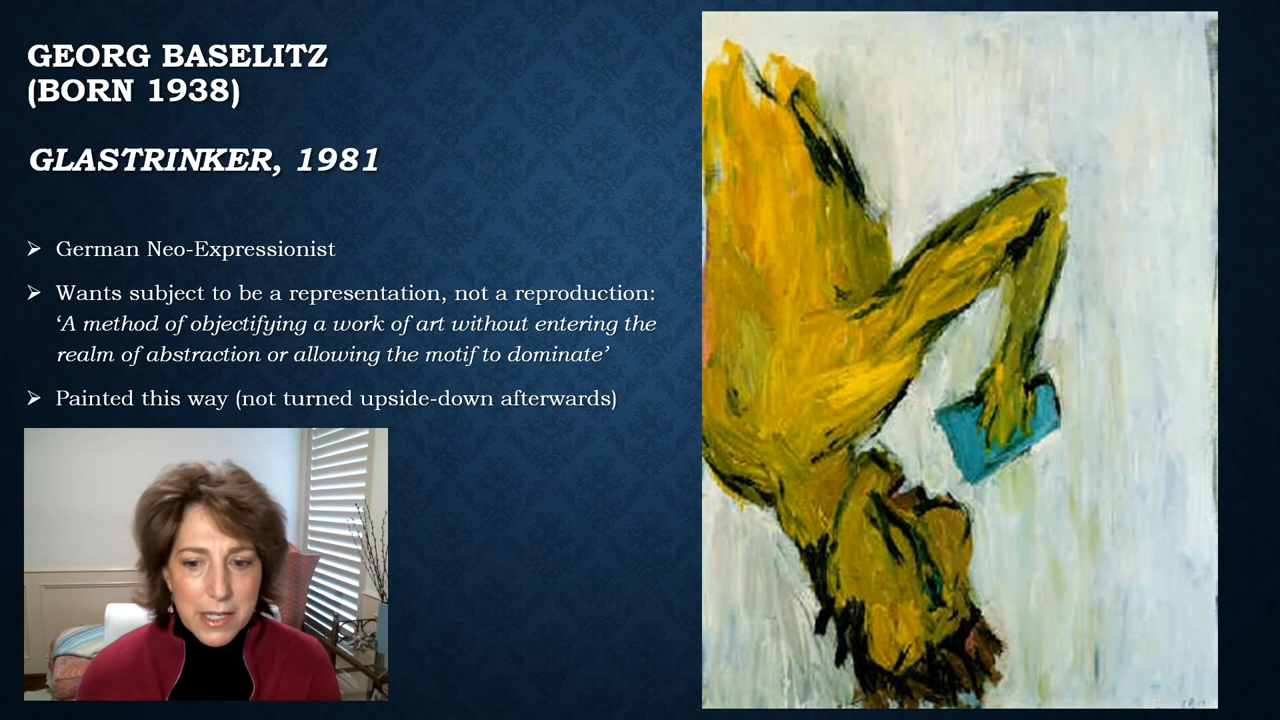 GEORG BASELITZ
(BORN 1938)
GLASTRINKER, 1981
German Neo-Expressionist
Wants subject to be a representation, not a reproduction:
‘A method of objectifying a work of art without entering the
realm of abstraction or allowing the motif to dominate’
Painted this way (not turned upside-down afterwards)